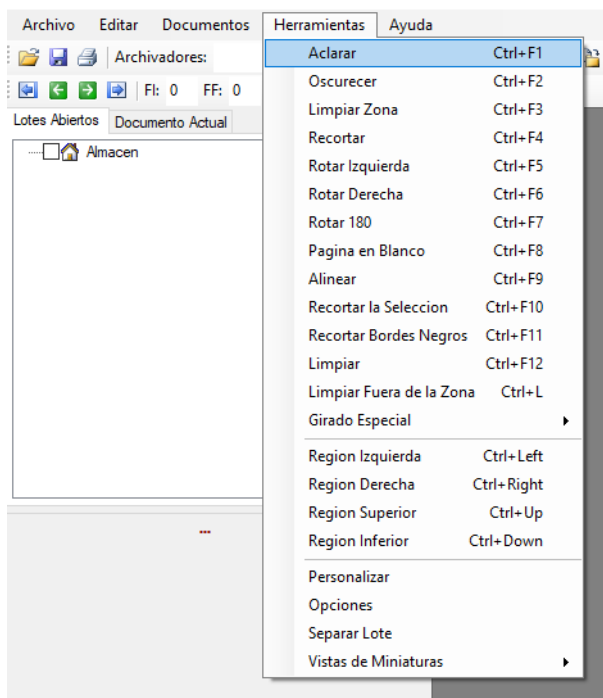 Archivo Editar Documentos Herramientas Ayuda
Archivadores:
FI: 0 FF: 0
Lotes Abiertos Documento Actual
Almacen
...
Aclarar Ctrl+F1
Oscurecer Ctrl+F2
Limpiar Zona Ctrl+F3
Recortar Ctrl+F4
Rotar Izquierda Ctrl+F5
Rotar Derecha Ctrl+F6
Rotar 180 Ctrl+F7
Pagina en Blanco Ctrl+F8
Alinear Ctrl+F9
Recortar la Seleccion Ctrl+F10
Recortar Bordes Negros Ctrl+F11
Limpiar Ctrl+F12
Limpiar Fuera de la Zona Ctrl+L
Girado Especial
Region Izquierda Ctrl+Left
Region Derecha Ctrl+Right
Region Superior Ctrl+Up
Region Inferior Ctrl+Down
Personalizar
Opciones
Separar Lote
Vistas de Miniaturas